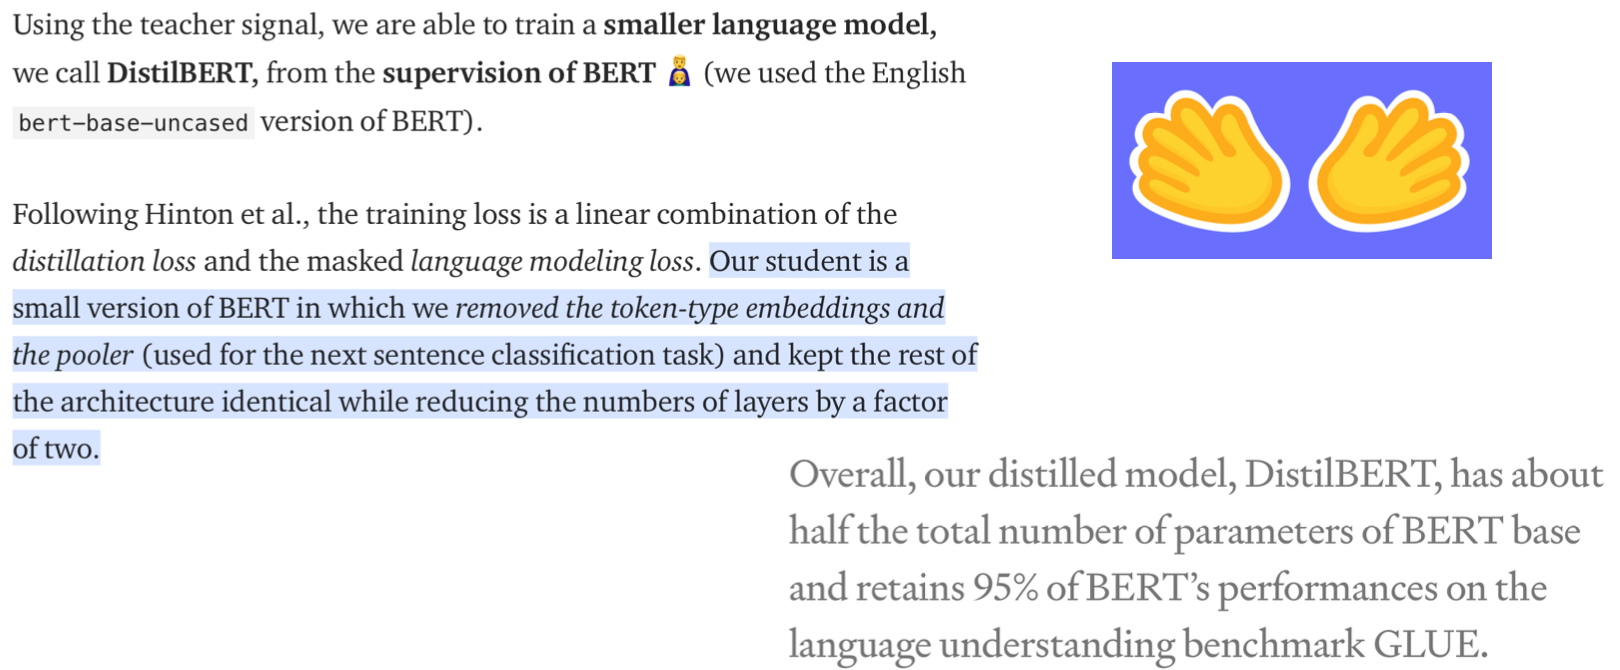 Using the teacher signal, we are able to train a smaller language model,
we call DistilBERT, from the supervision of BERT 👨‍👦 (we used the English
bert-base-uncased version of BERT).
Following Hinton et al., the training loss is a linear combination of the
distillation loss and the masked language modeling loss. Our student is a
small version of BERT in which we removed the token-type embeddings and
the pooler (used for the next sentence classification task) and kept the rest of
the architecture identical while reducing the numbers of layers by a factor
of two.
Overall, our distilled model, DistilBERT, has about
half the total number of parameters of BERT base
and retains 95% of BERT’s performances on the
language understanding benchmark GLUE.